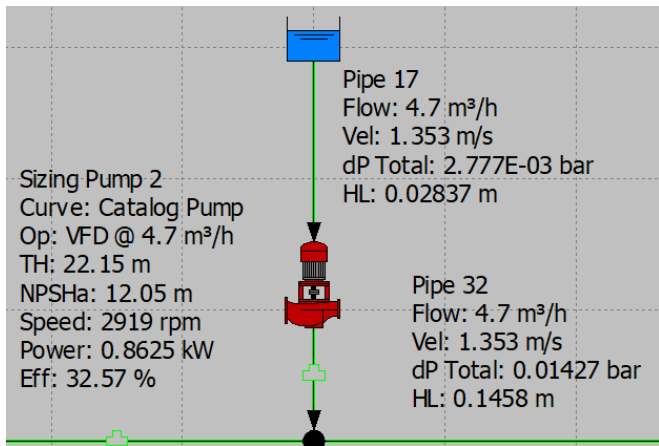 Pipe 17
Flow: 4.7 m³/h
Vel: 1.353 m/s
dP Total: 2.777E-03 bar
HL: 0.02837 m
Sizing Pump 2
Curve: Catalog Pump
Op: VFD @ 4.7 m³/h
TH: 22.15 m
NPSHa: 12.05 m
Speed: 2919 rpm
Power: 0.8625 kW
Eff: 32.57 %
Pipe 32
Flow: 4.7 m³/h
Vel: 1.353 m/s
dP Total: 0.01427 bar
HL: 0.1458 m